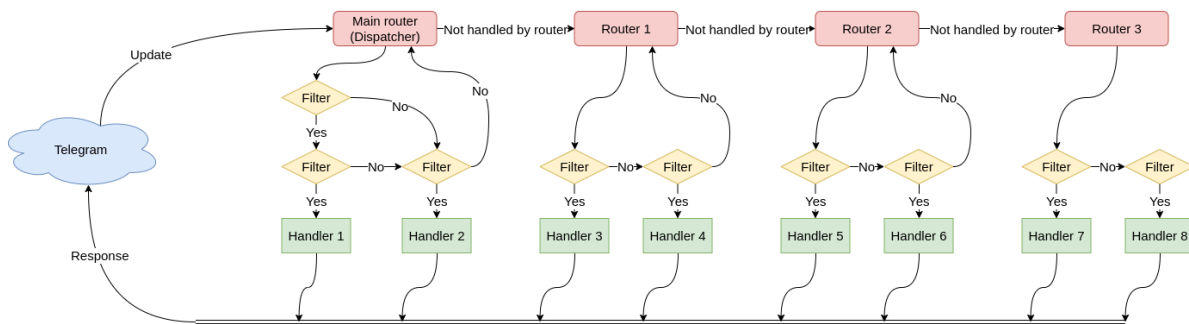 Main router
(Dispatcher)
Not handled by router
Router 1
Not handled by router
Router 2
Not handled by router
Router 3
Update
Filter
No
No
No
No
Yes
Telegram
Filter
No
Filter
Filter
No
Filter
Filter
No
Filter
Filter
No
Filter
Yes
Yes
Yes
Yes
Yes
Yes
Yes
Yes
Handler 1
Handler 2
Handler 3
Handler 4
Handler 5
Handler 6
Handler 7
Handler 8
Response